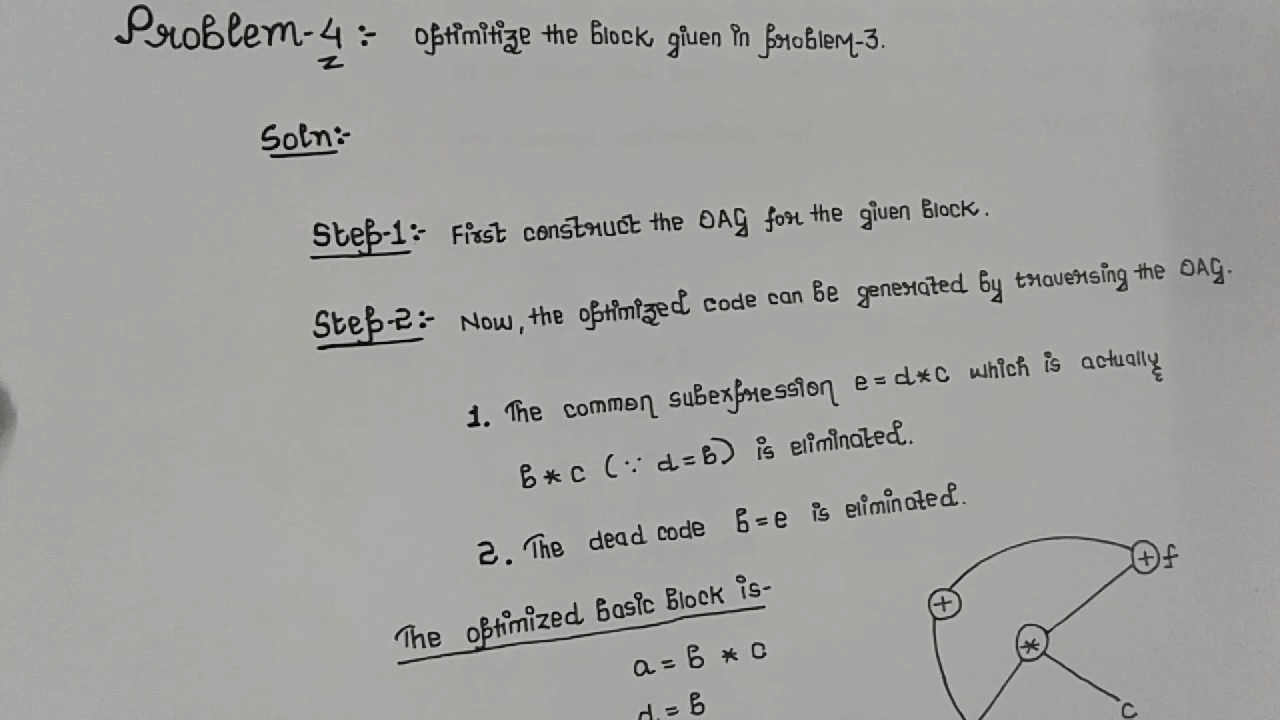 Problem-4:- optimitize the block given in problem-3.
Soln:-
Step-1:- First construct the DAG for the given block.
Step-2:- Now, the optimized code can be generated by traversing the DAG.
1. The common subexpression e = d*c which is actually
b * c (∵ d = b) is eliminated.
2. The dead code b = e is eliminated.
The optimized basic block is-
a = b * c
d = b
+ f
+
*
c